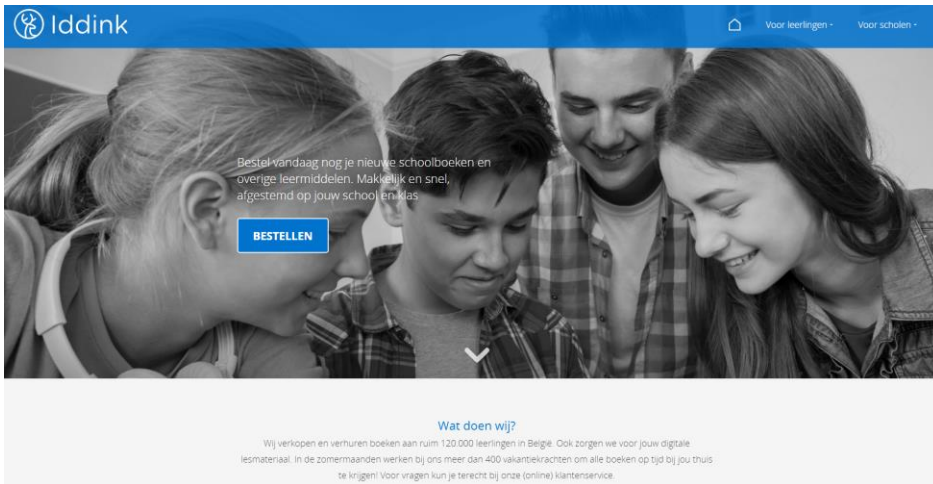 Iddink
Voor leerlingen
Voor scholen
Bestel vandaag nog je nieuwe schoolboeken en
overige leermiddelen. Makkelijk en snel,
afgestemd op jouw school en klas
BESTELLEN
Wat doen wij?
Wij verkopen en verhuren boeken aan ruim 120.000 leerlingen in België. Ook zorgen we voor jouw digitale
lesmateriaal. In de zomermaanden werken bij ons meer dan 400 vakantiekrachten om alle boeken op tijd bij jou thuis
te krijgen! Voor vragen kun je terecht bij onze (online) klantenservice.